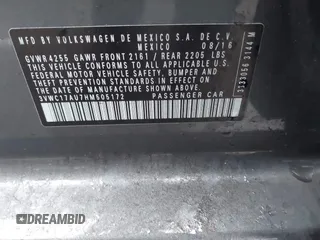 MFD BY VOLKSWAGEN DE MEXICO S.A. DE C.V.
MEXICO 08/16
GVWR 4255 GAWR FRONT 2161 / REAR 2205 LBS
THIS VEHICLE CONFORMS TO ALL APPLICABLE
FEDERAL MOTOR VEHICLE SAFETY, BUMPER, AND
THEFT PREVENTION STANDARDS IN EFFECT ON THE
DATE OF MANUFACTURE SHOWN ABOVE.
3VWC17AU7HM505172 PASSENGER CAR
3133056 3144 M
DREAMBID